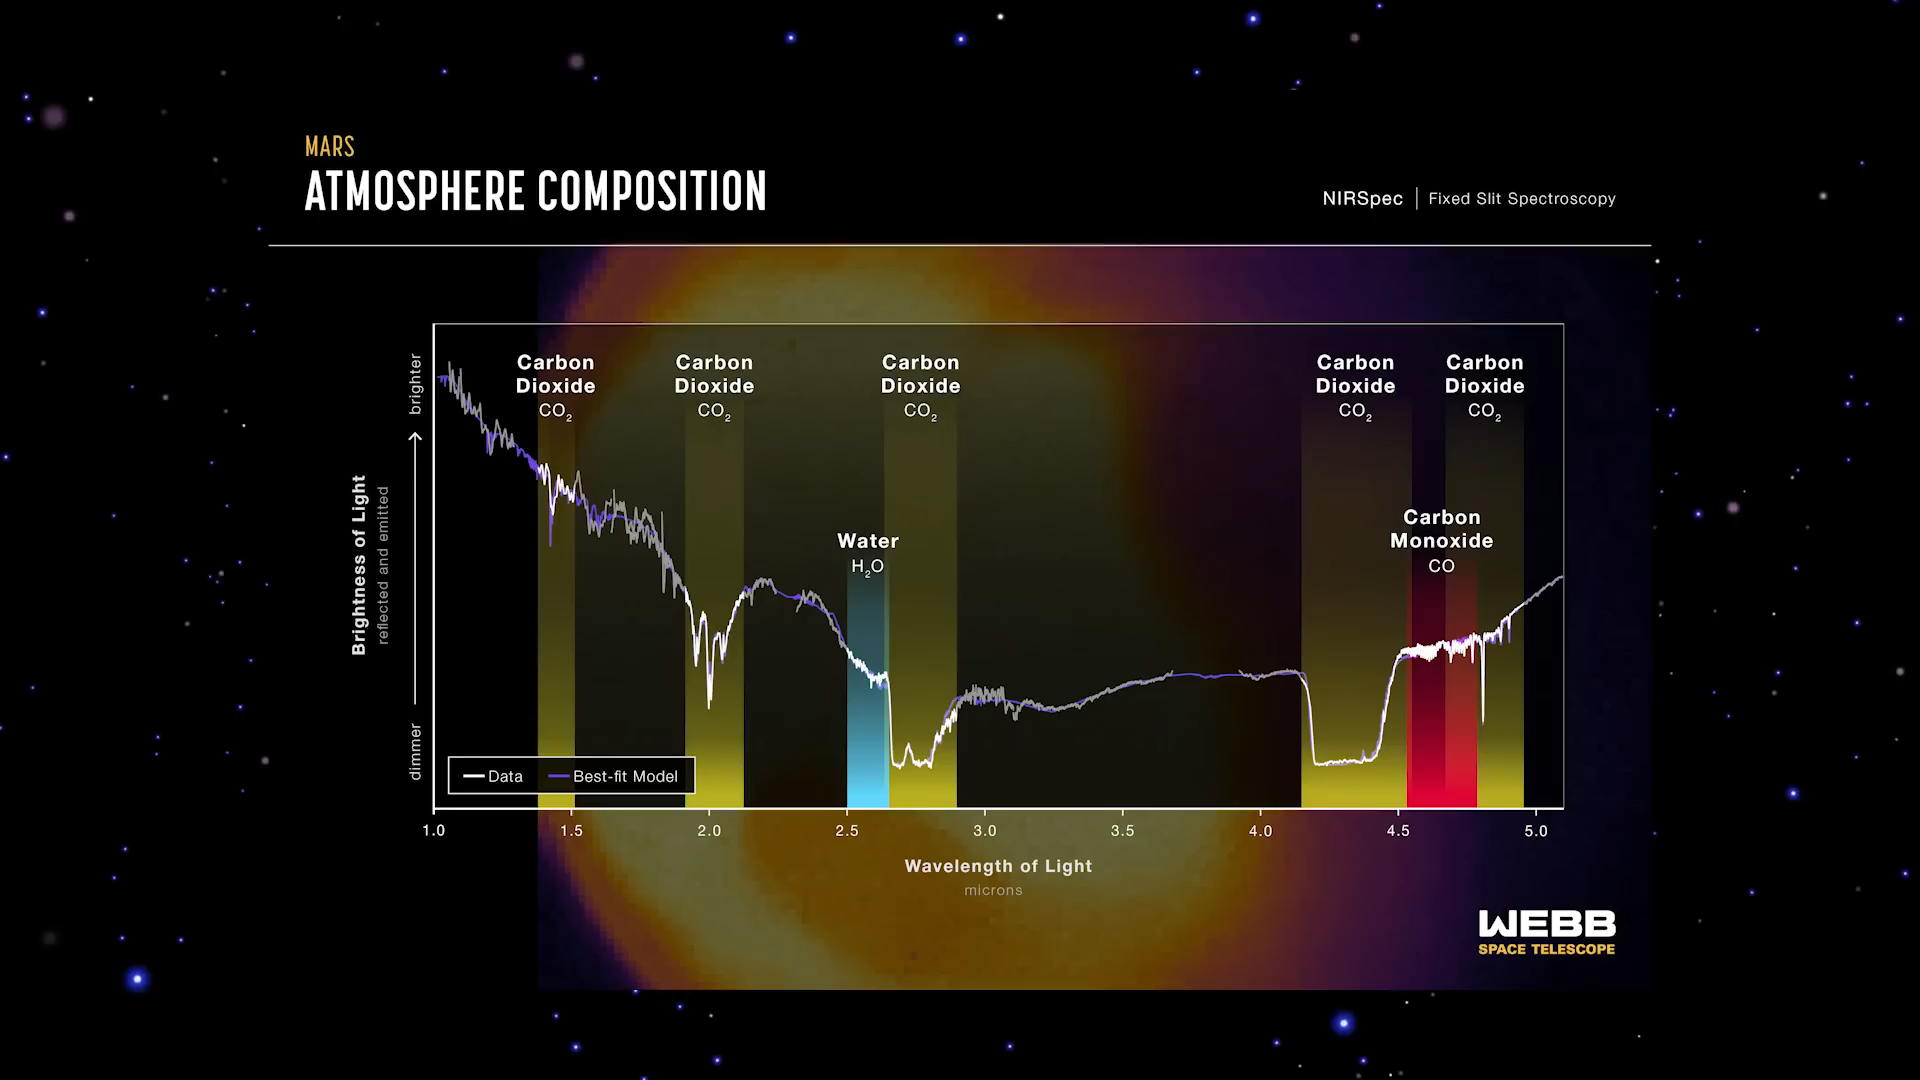 MARS
ATMOSPHERE COMPOSITION
NIRSpec | Fixed Slit Spectroscopy
Carbon Dioxide CO₂
Carbon Dioxide CO₂
Carbon Dioxide CO₂
Carbon Dioxide CO₂
Carbon Dioxide CO₂
Water H₂O
Carbon Monoxide CO
brighter
Brightness of Light
reflected and emitted
dimmer
Data
Best-fit Model
1.0 1.5 2.0 2.5 3.0 3.5 4.0 4.5 5.0
Wavelength of Light
microns
WEBB
SPACE TELESCOPE